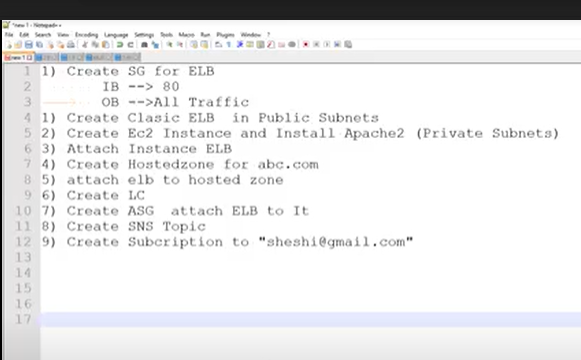 *new 1 - Notepad++
File Edit Search View Encoding Language Settings Tools Macro Run Plugins Window ?
new 1
1 1) Create SG for ELB
2 IB --> 80
3 OB -->All Traffic
4 1) Create Clasic ELB in Public Subnets
5 2) Create Ec2 Instance and Install Apache2 (Private Subnets)
6 3) Attach Instance ELB
7 4) Create Hostedzone for abc.com
8 5) attach elb to hosted zone
9 6) Create LC
10 7) Create ASG attach ELB to It
11 8) Create SNS Topic
12 9) Create Subcription to "sheshi@gmail.com"
13
14
15
16
17